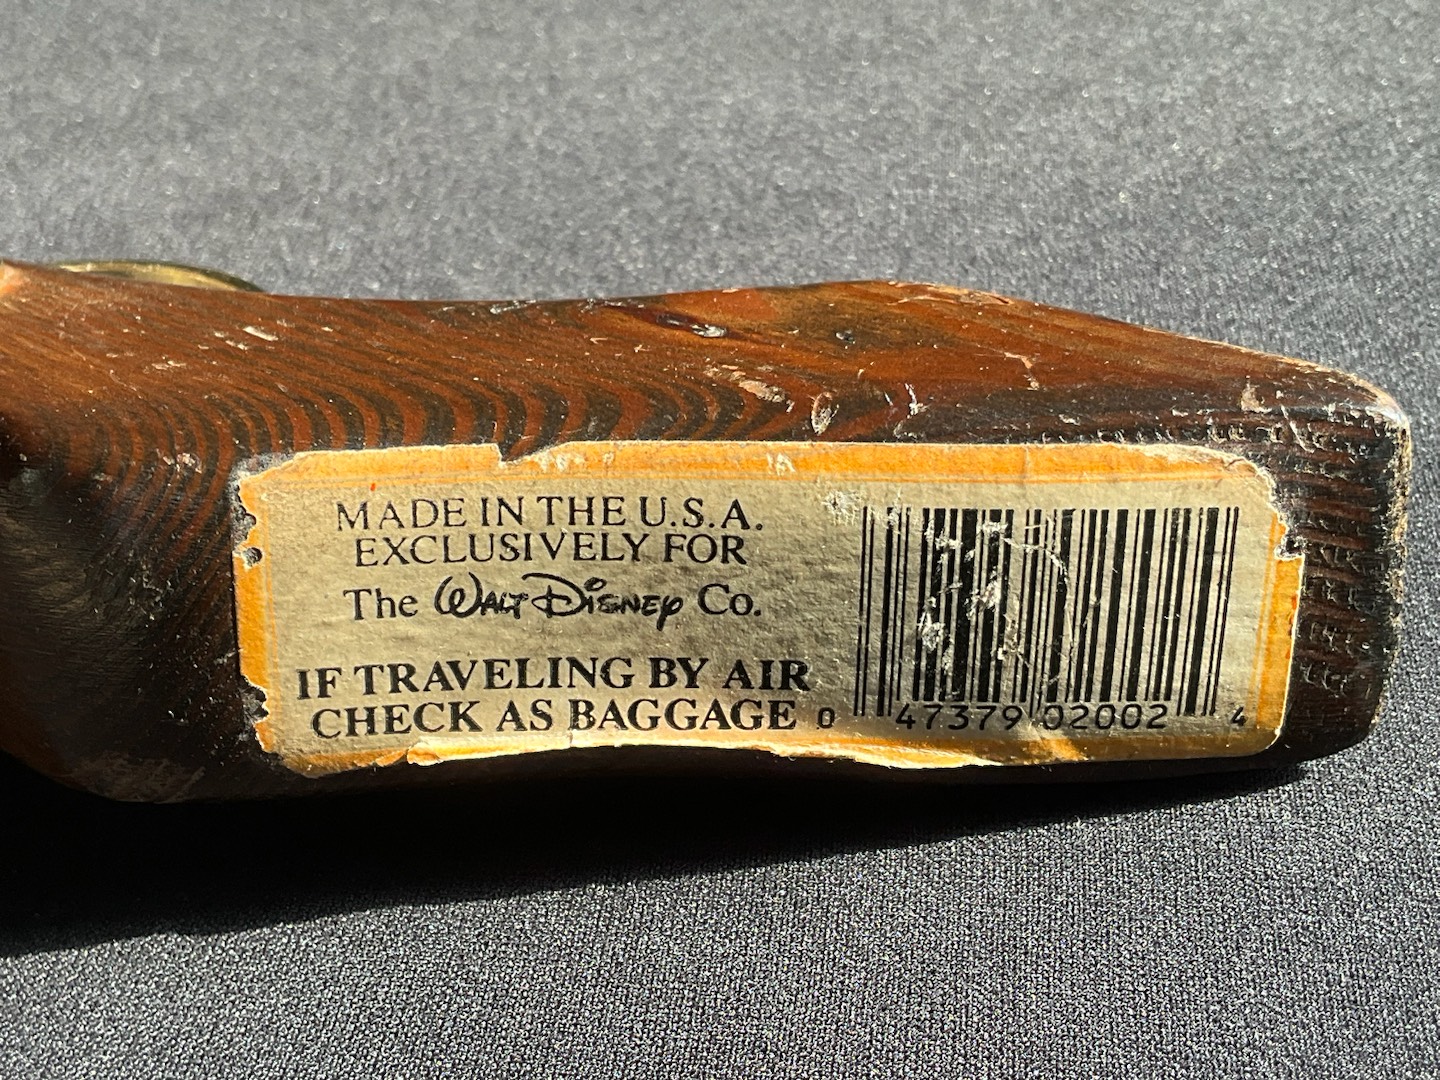 MADE IN THE U.S.A.
EXCLUSIVELY FOR
The Walt Disney Co.
IF TRAVELING BY AIR
CHECK AS BAGGAGE
0 47379 02002 4